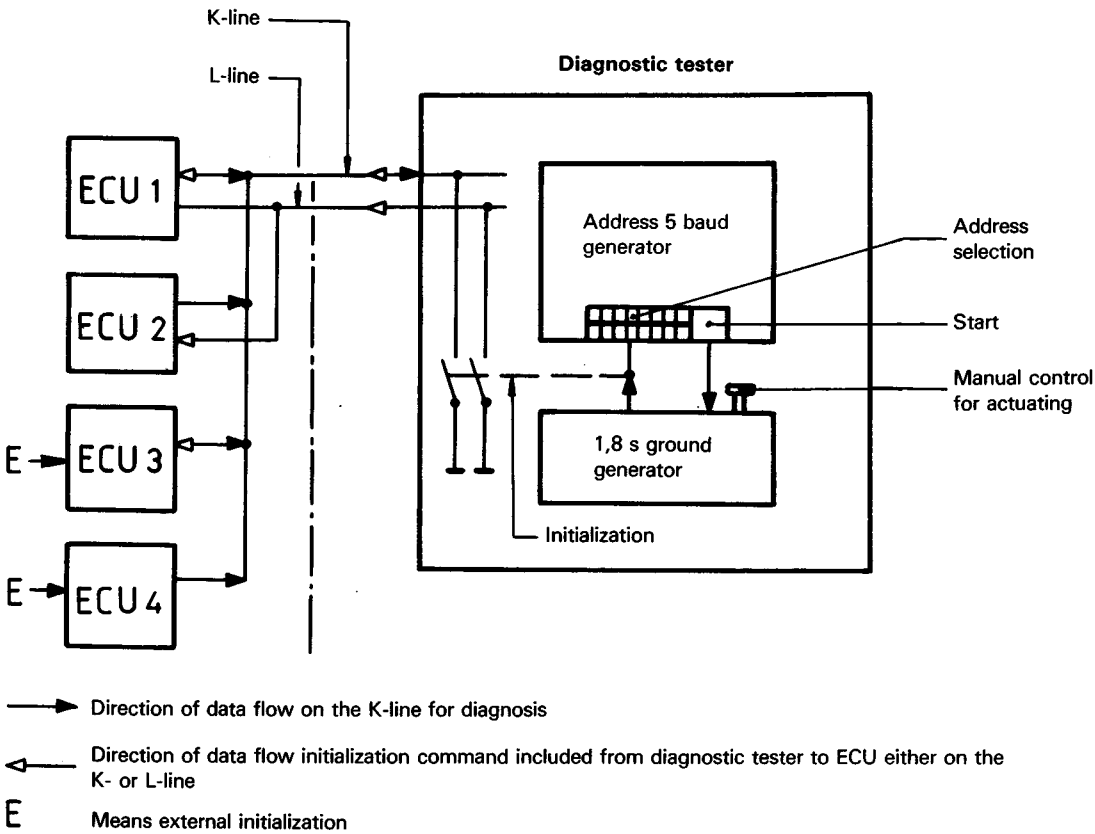 K-line
L-line
Diagnostic tester
ECU 1
Address 5 baud
generator
Address
selection
ECU 2
Start
Manual control
for actuating
E
ECU 3
1,8 s ground
generator
Initialization
E
ECU 4
Direction of data flow on the K-line for diagnosis
Direction of data flow initialization command included from diagnostic tester to ECU either on the
K- or L-line
E
Means external initialization